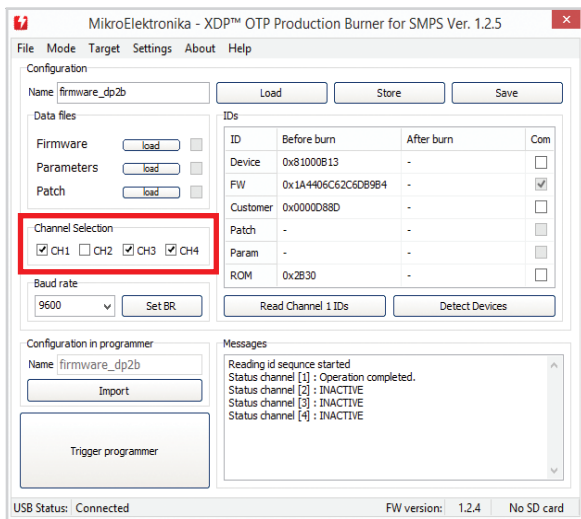 MikroElektronika - XDP™ OTP Production Burner for SMPS Ver. 1.2.5
File Mode Target Settings About Help
Configuration
Name firmware_dp2b
Load Store Save
Data files
Firmware load
Parameters load
Patch load
IDs
ID Before burn After burn Com
Device 0x81000B13 -
FW 0x1A4406C62C6DB9B4 -
Customer 0x0000D88D -
Patch - -
Param - -
ROM 0x2B30 -
Channel Selection
CH1 CH2 CH3 CH4
Baud rate
9600 Set BR
Read Channel 1 IDs Detect Devices
Configuration in programmer
Name firmware_dp2b
Import
Trigger programmer
Messages
Reading id sequnce started
Status channel [1] : Operation completed.
Status channel [2] : INACTIVE
Status channel [3] : INACTIVE
Status channel [4] : INACTIVE
USB Status: Connected FW version: 1.2.4 No SD card